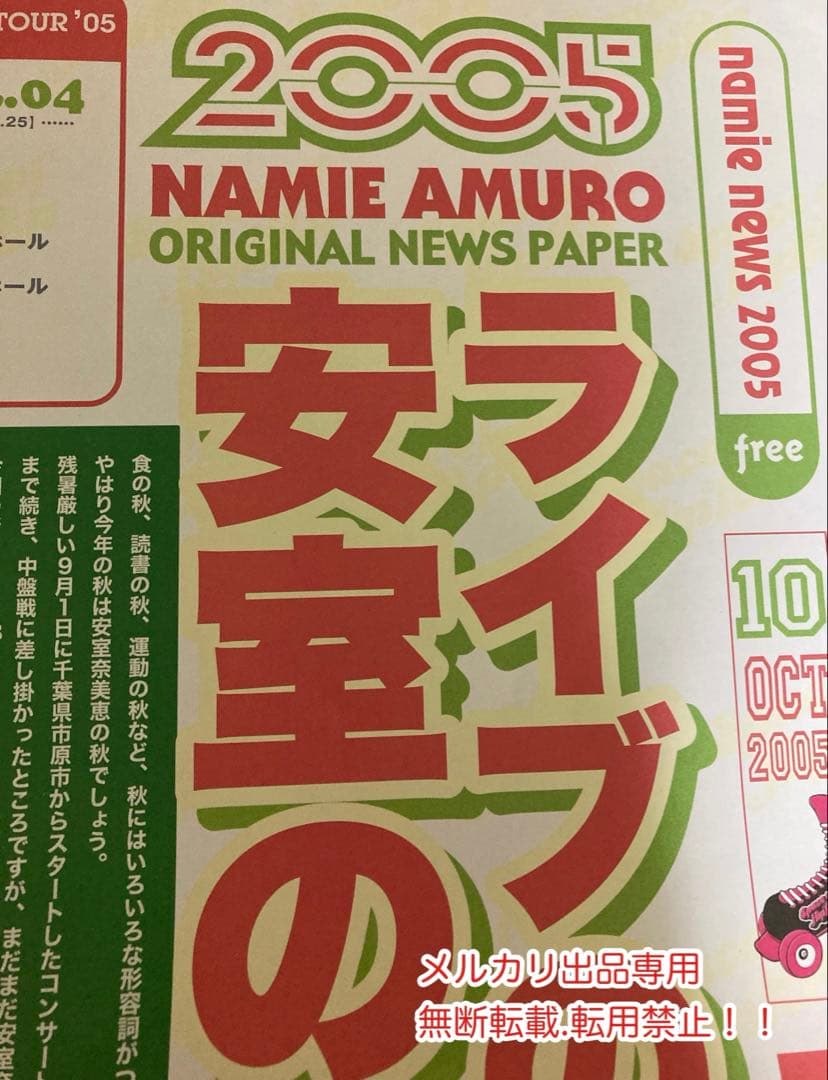 TOUR '05
.04
.25】……
ール
ール
2005
NAMIE AMURO
ORIGINAL NEWS PAPER
namie news 2005
free
ライブの
安室の
10
OCT
2005
食の秋、読書の秋、運動の秋など、秋にはいろいろな形容詞がつ
やはり今年の秋は安室奈美恵の秋でしょう。
残暑厳しい9月1日に千葉県市原市からスタートしたコンサート
まで続き、中盤戦に差し掛かったところですが、まだまだ安室奈
メルカリ出品専用
無断転載.転用禁止！！